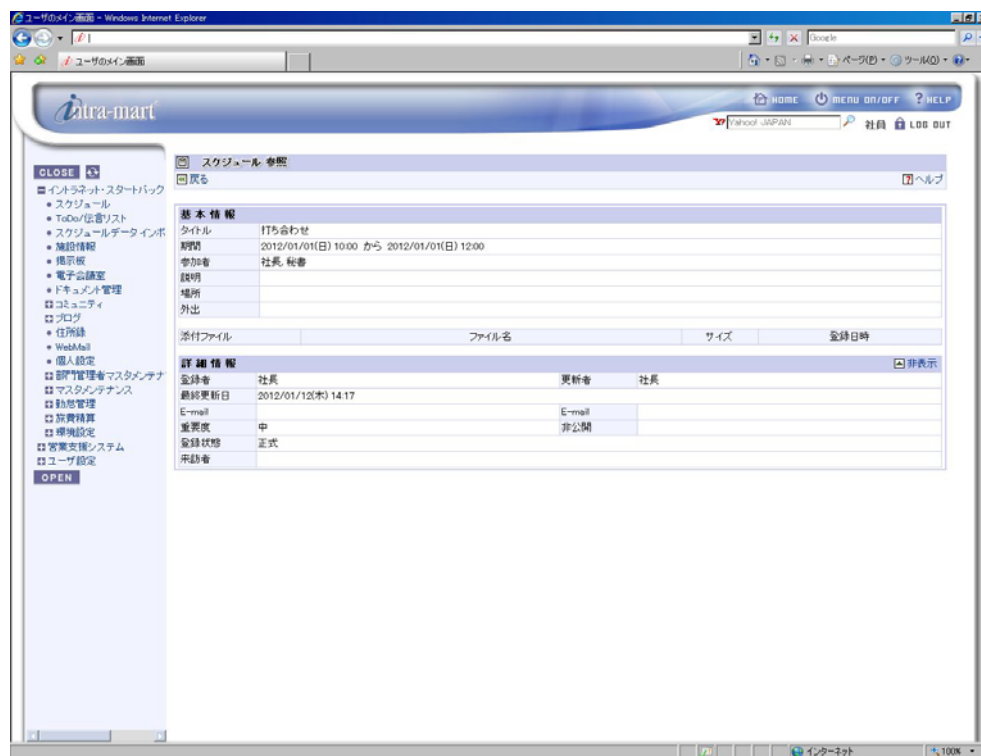 ユーザのメイン画面 - Windows Internet Explorer
Google
ユーザのメイン画面
ページ(P) ツール(O)
intra-mart
HOME MENU ON/OFF ? HELP
Yahoo! JAPAN 社員 LOG OUT
CLOSE
イントラネット・スタートパック
スケジュール
ToDo/伝言リスト
スケジュールデータ インポ
施設情報
掲示板
電子会議室
ドキュメント管理
コミュニティ
ブログ
住所録
WebMail
個人設定
部門管理者マスタメンテナ
マスタメンテナンス
勤怠管理
旅費精算
環境設定
営業支援システム
ユーザ設定
OPEN
スケジュール 参照
戻る ?ヘルプ
基本情報
タイトル 打ち合わせ
期間 2012/01/01(日) 10:00 から 2012/01/01(日) 12:00
参加者 社長, 秘書
説明
場所
外出
添付ファイル ファイル名 サイズ 登録日時
詳細情報 非表示
登録者 社長 更新者 社長
最終更新日 2012/01/12(木) 14:17
E-mail E-mail
重要度 中 非公開
登録状態 正式
来訪者
インターネット 100%